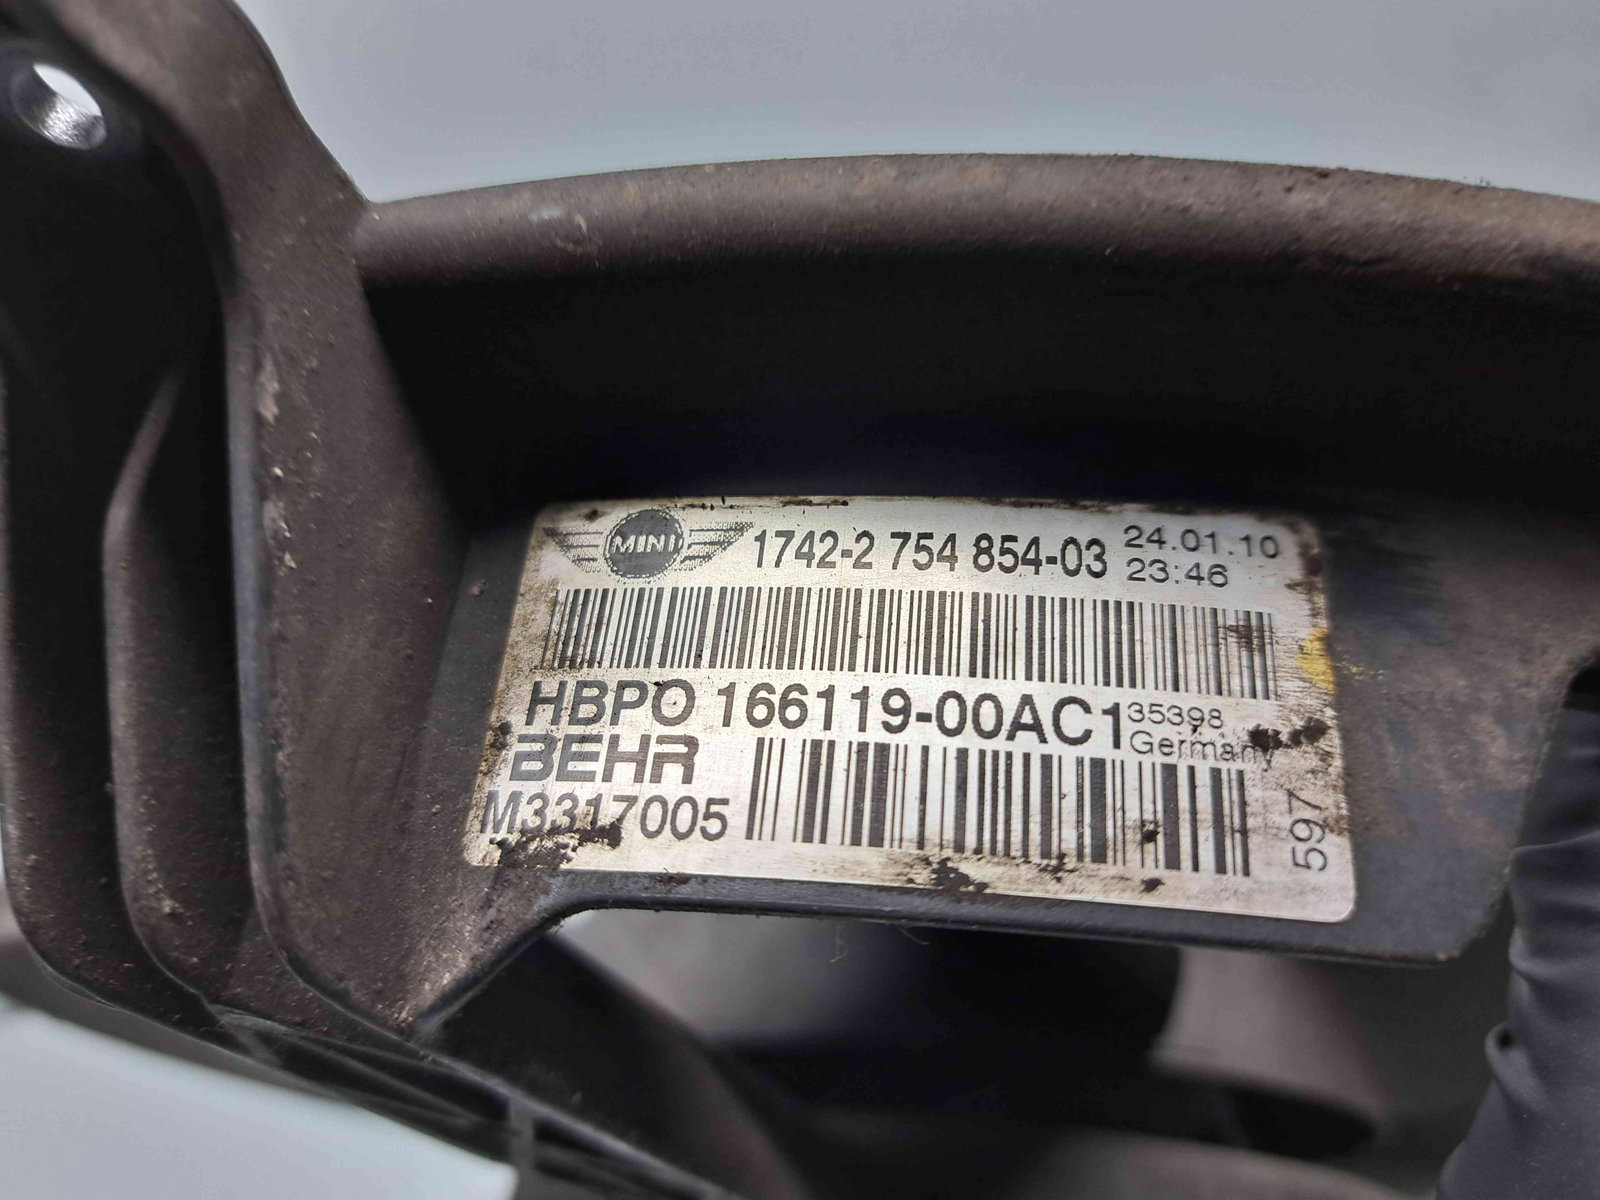 MINI 1742-2 754 854-03 24.01.10
23:46
HBPO 166119-00AC1 35398
Germany
BEHR
M3317005
597